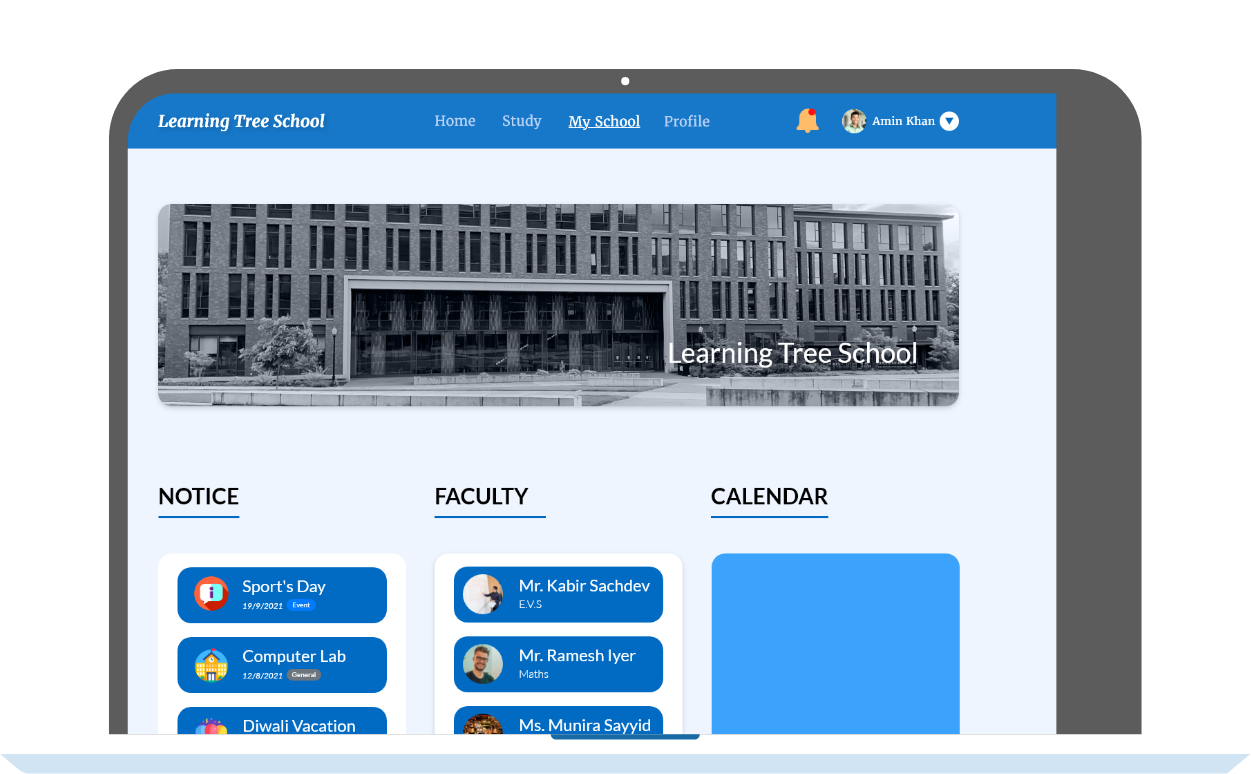 Learning Tree School
Home Study My School Profile
Amin Khan
Learning Tree School
NOTICE
FACULTY
CALENDAR
Sport's Day
19/9/2021 Event
Computer Lab
12/8/2021 General
Diwali Vacation
Mr. Kabir Sachdev
E.V.S
Mr. Ramesh Iyer
Maths
Ms. Munira Sayyid